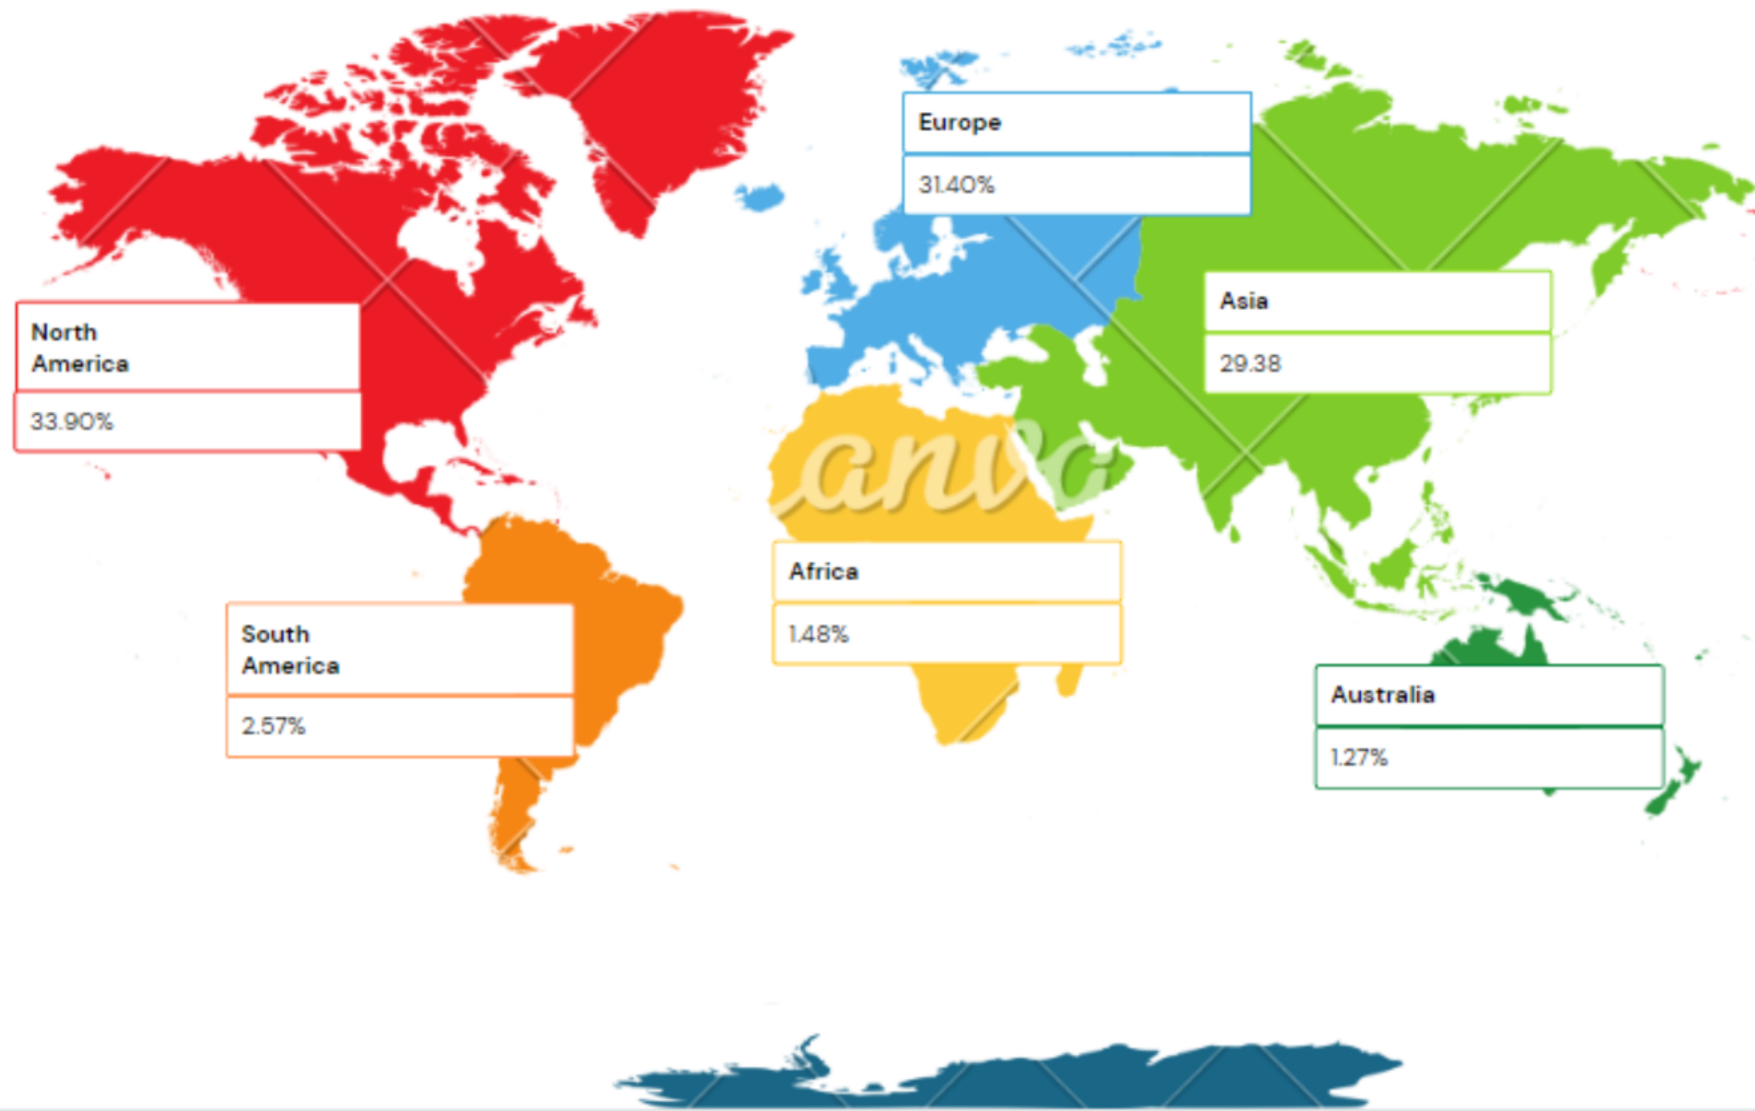 Europe
31.40%
Asia
29.38
North
America
33.90%
anva
Africa
1.48%
South
America
2.57%
Australia
1.27%